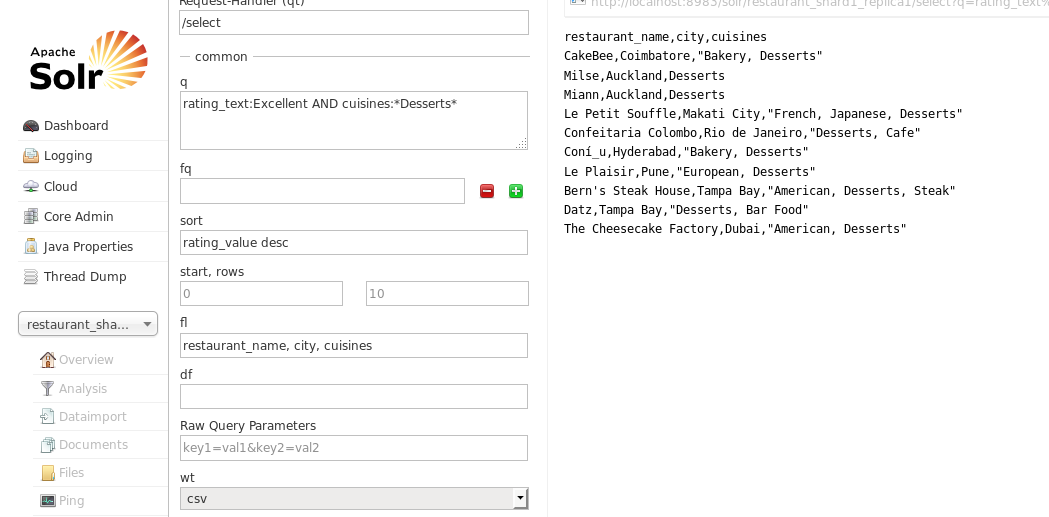 Apache
Solr
Dashboard
Logging
Cloud
Core Admin
Java Properties
Thread Dump
restaurant_sha...
Overview
Analysis
Dataimport
Documents
Files
Ping
Request-Handler (qt)
/select
common
q
rating_text:Excellent AND cuisines:*Desserts*
fq
sort
rating_value desc
start, rows
0
10
fl
restaurant_name, city, cuisines
df
Raw Query Parameters
key1=val1&key2=val2
wt
csv
http://localhost:8983/solr/restaurant_shard1_replica1/select?q=rating_text%
restaurant_name,city,cuisines
CakeBee,Coimbatore,"Bakery, Desserts"
Milse,Auckland,Desserts
Miann,Auckland,Desserts
Le Petit Souffle,Makati City,"French, Japanese, Desserts"
Confeitaria Colombo,Rio de Janeiro,"Desserts, Cafe"
Coní_u,Hyderabad,"Bakery, Desserts"
Le Plaisir,Pune,"European, Desserts"
Bern's Steak House,Tampa Bay,"American, Desserts, Steak"
Datz,Tampa Bay,"Desserts, Bar Food"
The Cheesecake Factory,Dubai,"American, Desserts"